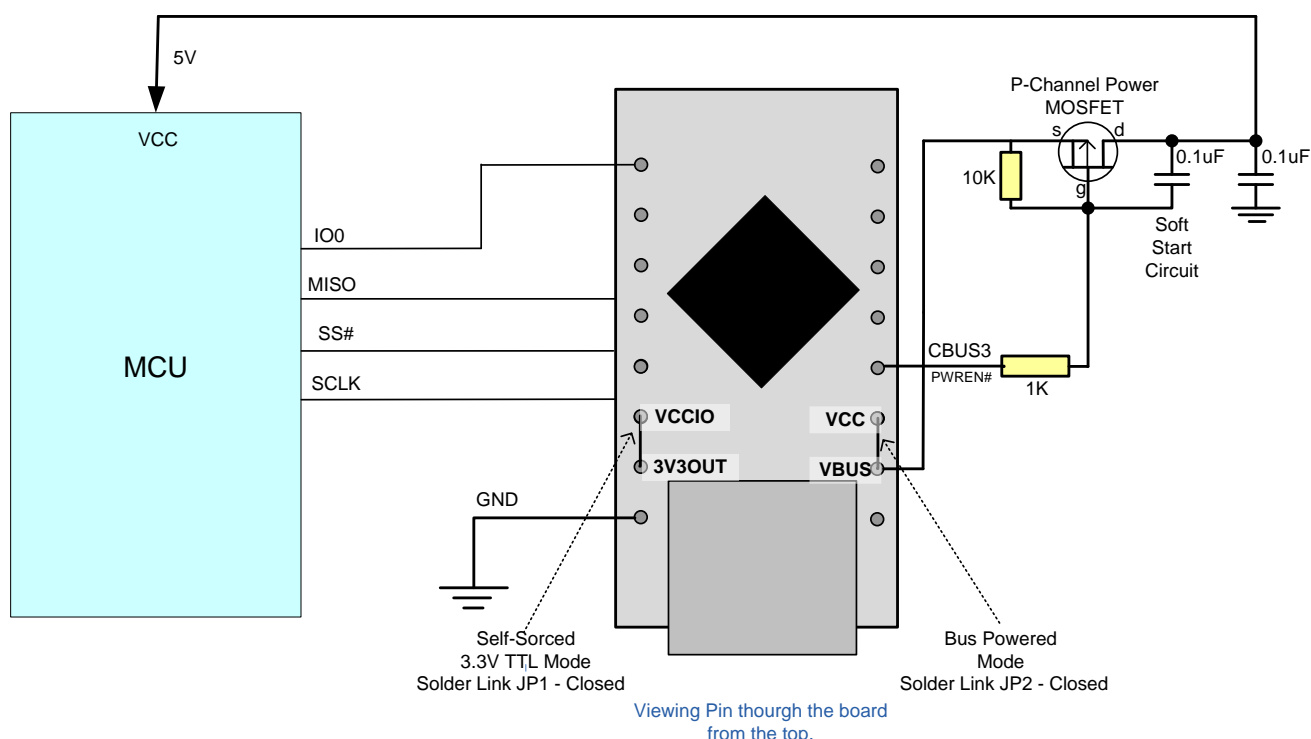 5V
P-Channel Power
MOSFET
VCC
s
d
0.1uF
0.1uF
10K
g
Soft
Start
Circuit
IO0
MISO
SS#
MCU
SCLK
CBUS3
PWREN#
1K
VCCIO
VCC
3V3OUT
VBUS
GND
Self-Sorced
3.3V TTL Mode
Solder Link JP1 - Closed
Bus Powered
Mode
Solder Link JP2 - Closed
Viewing Pin thourgh the board
from the top.